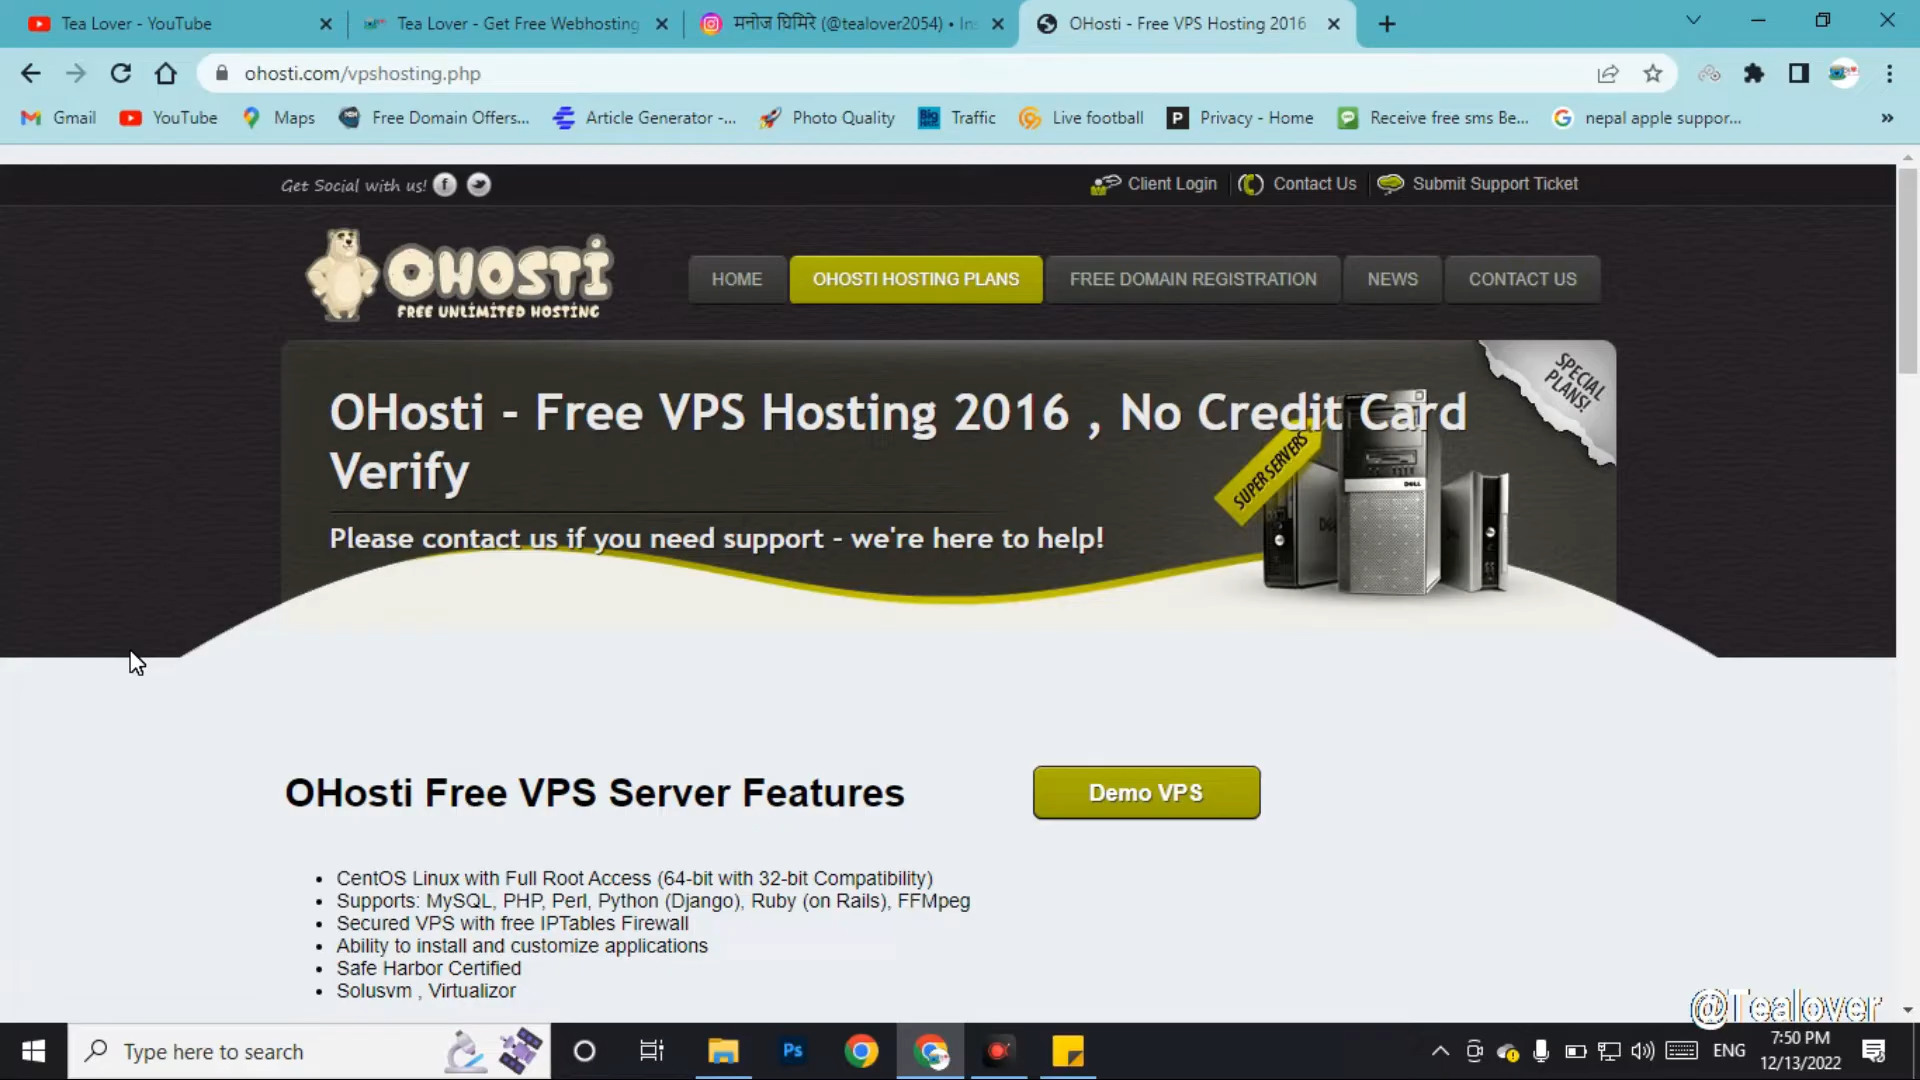 Tea Lover - YouTube
Tea Lover - Get Free Webhosting
मनोज घिमिरे (@tealover2054) • Ins
OHosti - Free VPS Hosting 2016
ohosti.com/vpshosting.php
Gmail
YouTube
Maps
Free Domain Offers...
Article Generator -...
Photo Quality
Traffic
Live football
P
Privacy - Home
Receive free sms Be...
nepal apple suppor...
»
Get Social with us!
Client Login
Contact Us
Submit Support Ticket
OHOSTI
FREE UNLIMITED HOSTING
HOME
OHOSTI HOSTING PLANS
FREE DOMAIN REGISTRATION
NEWS
CONTACT US
SPECIAL
PLANS!
OHosti - Free VPS Hosting 2016 , No Credit Card
Verify
SUPER SERVERS
DELL
Please contact us if you need support - we're here to help!
OHosti Free VPS Server Features
Demo VPS
• CentOS Linux with Full Root Access (64-bit with 32-bit Compatibility)
• Supports: MySQL, PHP, Perl, Python (Django), Ruby (on Rails), FFMpeg
• Secured VPS with free IPTables Firewall
• Ability to install and customize applications
• Safe Harbor Certified
• Solusvm , Virtualizor
@Tealover
Type here to search
Ps
ENG
7:50 PM
12/13/2022